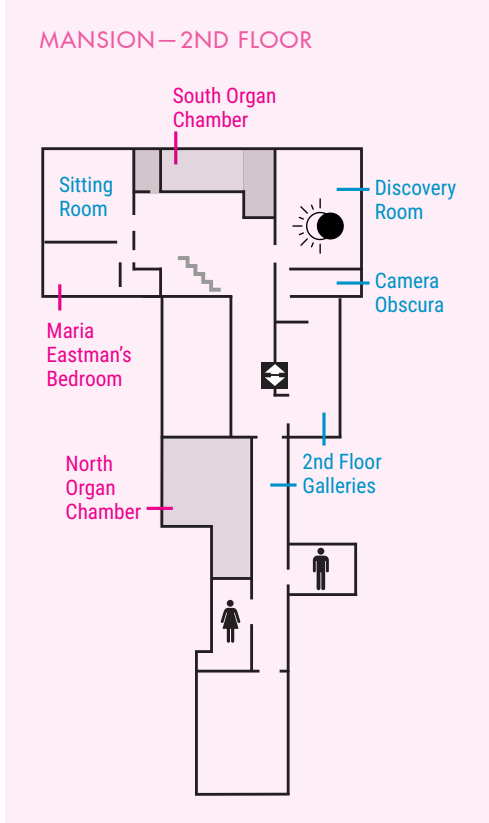 MANSION—2ND FLOOR
South Organ
Chamber
Sitting
Room
Discovery
Room
Camera
Obscura
Maria
Eastman's
Bedroom
2nd Floor
Galleries
North
Organ
Chamber